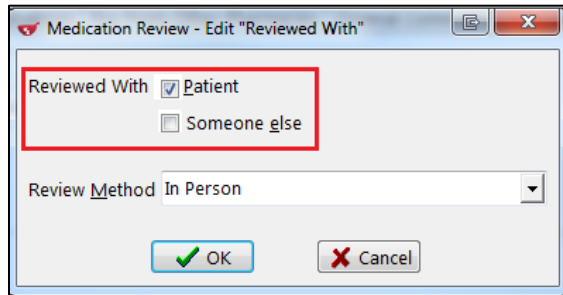 Medication Review - Edit "Reviewed With"
Reviewed With Patient
Someone else
Review Method In Person
OK Cancel